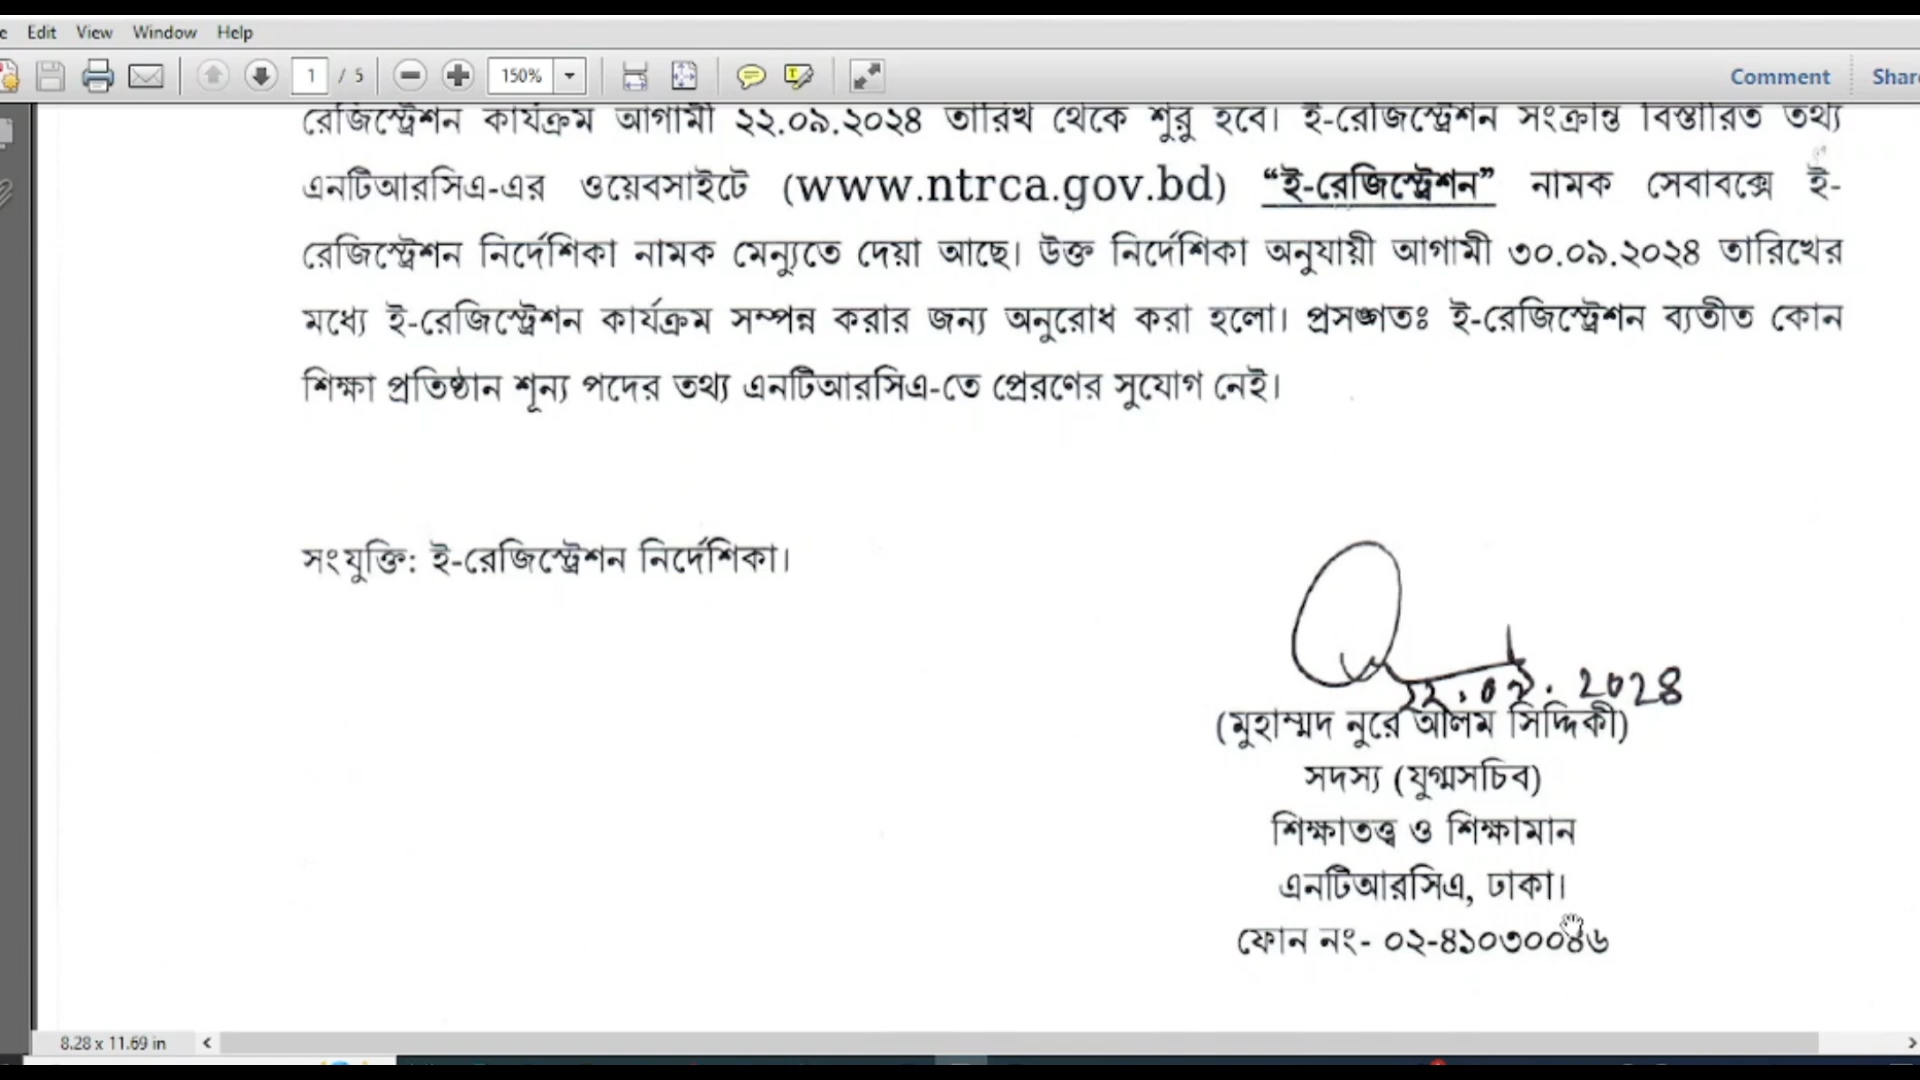 Edit View Window Help
1 / 5 150% Comment Share
রেজিস্ট্রেশন কার্যক্রম আগামী ২২.০৯.২০২৪ তারিখ থেকে শুরু হবে। ই-রেজিস্ট্রেশন সংক্রান্ত বিস্তারিত তথ্য
এনটিআরসিএ-এর ওয়েবসাইটে (www.ntrca.gov.bd) “ই-রেজিস্ট্রেশন” নামক সেবাবক্সে ই-
রেজিস্ট্রেশন নির্দেশিকা নামক মেন্যুতে দেয়া আছে। উক্ত নির্দেশিকা অনুযায়ী আগামী ৩০.০৯.২০২৪ তারিখের
মধ্যে ই-রেজিস্ট্রেশন কার্যক্রম সম্পন্ন করার জন্য অনুরোধ করা হলো। প্রসঙ্গতঃ ই-রেজিস্ট্রেশন ব্যতীত কোন
শিক্ষা প্রতিষ্ঠান শূন্য পদের তথ্য এনটিআরসিএ-তে প্রেরণের সুযোগ নেই।
সংযুক্তি: ই-রেজিস্ট্রেশন নির্দেশিকা।
(মুহাম্মদ নুরে আলম সিদ্দিকী)
সদস্য (যুগ্মসচিব)
শিক্ষাতত্ত্ব ও শিক্ষামান
এনটিআরসিএ, ঢাকা।
ফোন নং- ০২-৪১০৩০০৪৬
8.28 x 11.69 in